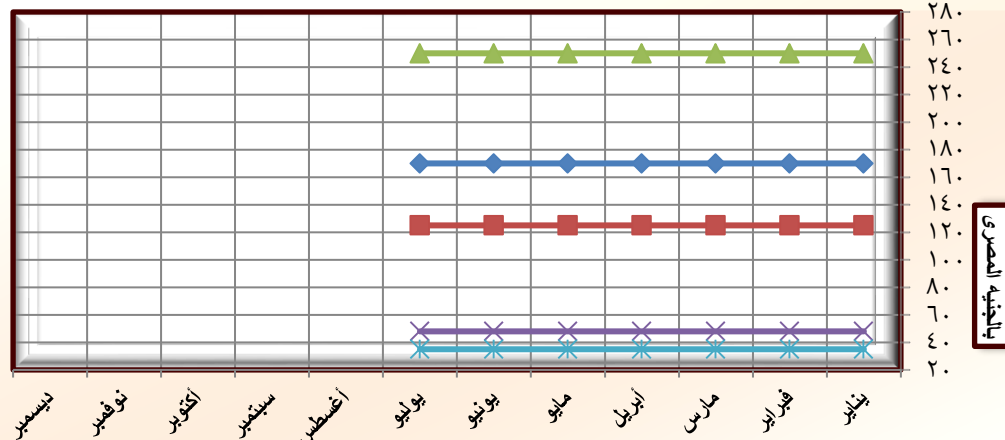 ٢٨٠
٢٦٠
٢٤٠
٢٢٠
٢٠٠
١٨٠
١٦٠
١٤٠
١٢٠
١٠٠
٨٠
٦٠
٤٠
٢٠
بالجنيه المصرى
يناير
فبراير
مارس
أبريل
مايو
يونيو
يوليو
أغسطس
سبتمبر
أكتوبر
نوفمبر
ديسمبر